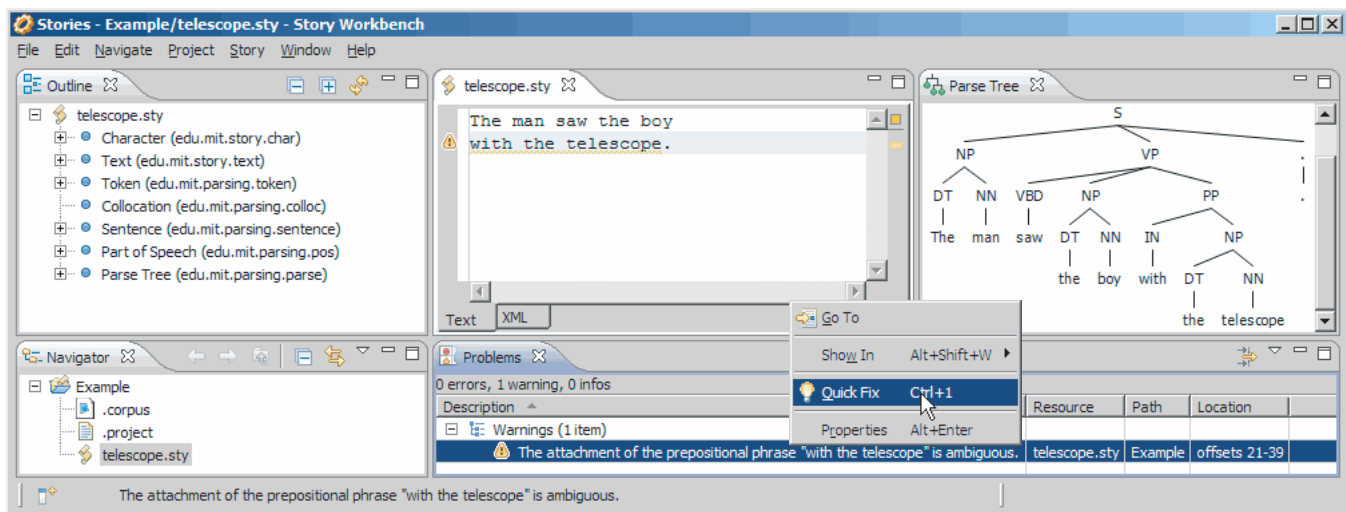 Stories - Example/telescope.sty - Story Workbench
File Edit Navigate Project Story Window Help
Outline
telescope.sty
Character (edu.mit.story.char)
Text (edu.mit.story.text)
Token (edu.mit.parsing.token)
Collocation (edu.mit.parsing.colloc)
Sentence (edu.mit.parsing.sentence)
Part of Speech (edu.mit.parsing.pos)
Parse Tree (edu.mit.parsing.parse)
telescope.sty
The man saw the boy
with the telescope.
Text XML
Parse Tree
S
NP VP .
DT NN VBD NP PP .
The man saw DT NN IN NP
the boy with DT NN
the telescope
Navigator
Example
.corpus
.project
telescope.sty
Problems
0 errors, 1 warning, 0 infos
Description Resource Path Location
Warnings (1 item)
The attachment of the prepositional phrase "with the telescope" is ambiguous. telescope.sty Example offsets 21-39
Go To
Show In Alt+Shift+W
Quick Fix Ctrl+1
Properties Alt+Enter
The attachment of the prepositional phrase "with the telescope" is ambiguous.